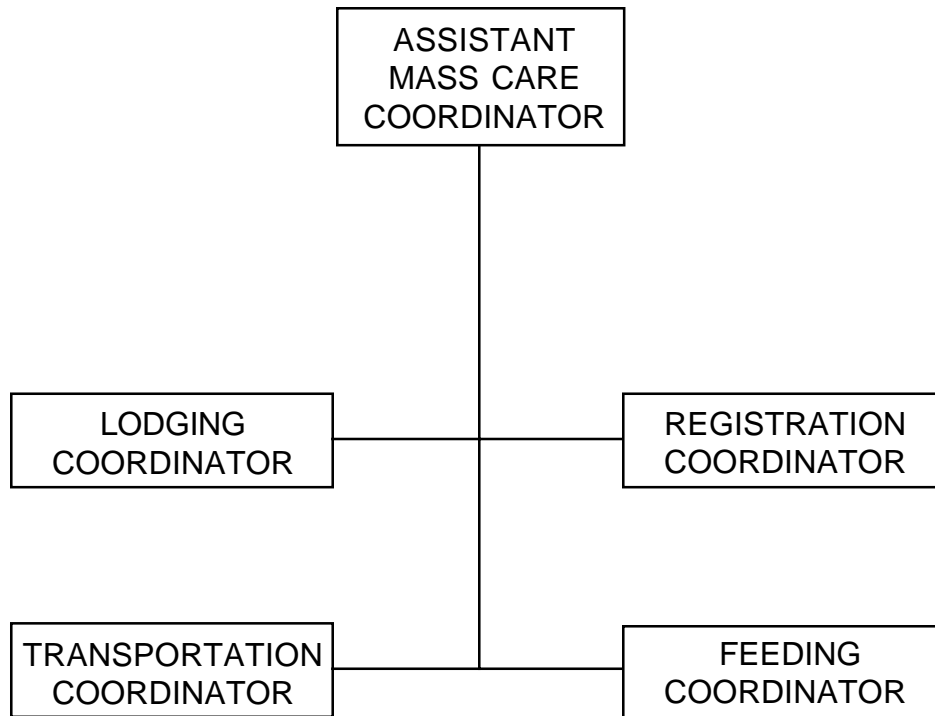 ASSISTANT
MASS CARE
COORDINATOR
LODGING
COORDINATOR
REGISTRATION
COORDINATOR
TRANSPORTATION
COORDINATOR
FEEDING
COORDINATOR